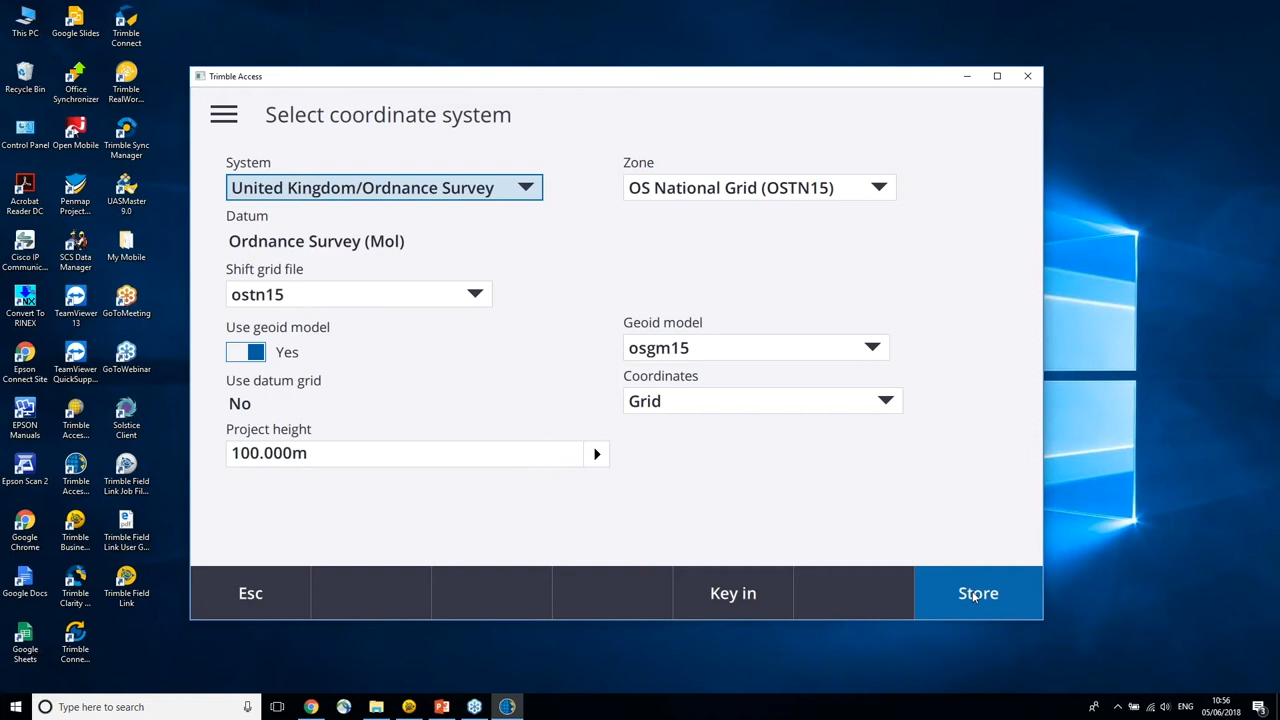 This PC
Google Slides
Trimble
Connect
Recycle Bin
Office
Synchronizer
Trimble
RealWor...
Control Panel
Open Mobile
Trimble Sync
Manager
Acrobat
Reader DC
Penmap
Project...
UASMaster
9.0
Cisco IP
Communic...
SCS Data
Manager
My Mobile
Convert To
RINEX
TeamViewer
13
GoToMeeting
Epson
Connect Site
TeamViewer
QuickSupp...
GoToWebinar
EPSON
Manuals
Trimble
Acces...
Solstice
Client
Epson Scan 2
Trimble
Acces...
Trimble Field
Link Job Fil...
Google
Chrome
Trimble
Busine...
Trimble Field
Link User G...
Google Docs
Trimble
Clarity ...
Trimble Field
Link
Google
Sheets
Trimble
Conne...
Trimble Access
Select coordinate system
System
United Kingdom/Ordnance Survey
Zone
OS National Grid (OSTN15)
Datum
Ordnance Survey (Mol)
Shift grid file
ostn15
Use geoid model
Yes
Geoid model
osgm15
Use datum grid
No
Coordinates
Grid
Project height
100.000m
Esc
Key in
Store
Type here to search
ENG
10:56
05/06/2018
3